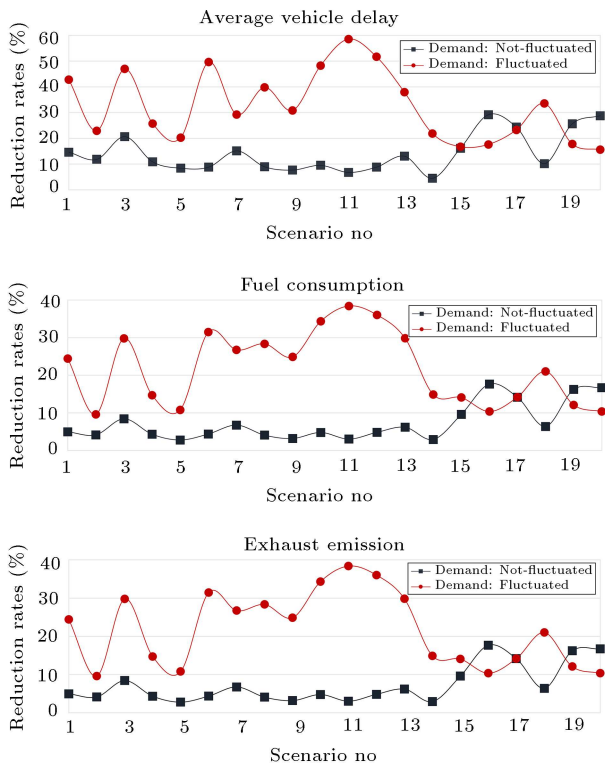 Average vehicle delay
Reduction rates (%)
60
50
40
30
20
10
0
Demand: Not-fluctuated
Demand: Fluctuated
1 3 5 7 9 11 13 15 17 19
Scenario no
Fuel consumption
Reduction rates (%)
40
30
20
10
0
Demand: Not-fluctuated
Demand: Fluctuated
1 3 5 7 9 11 13 15 17 19
Scenario no
Exhaust emission
Reduction rates (%)
40
30
20
10
0
Demand: Not-fluctuated
Demand: Fluctuated
1 3 5 7 9 11 13 15 17 19
Scenario no